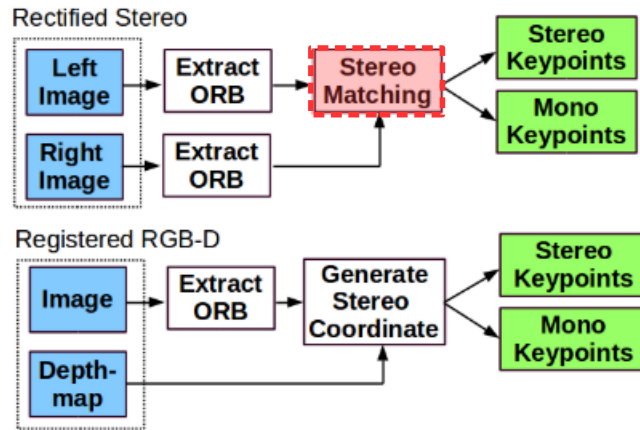 Rectified Stereo
Left
Image
Extract
ORB
Stereo
Matching
Stereo
Keypoints
Mono
Keypoints
Right
Image
Extract
ORB
Registered RGB-D
Image
Extract
ORB
Generate
Stereo
Coordinate
Stereo
Keypoints
Mono
Keypoints
Depth-
map